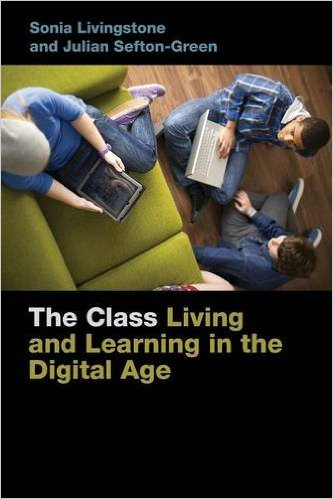 Sonia Livingstone
and Julian Sefton-Green
The Class Living
and Learning in the
Digital Age